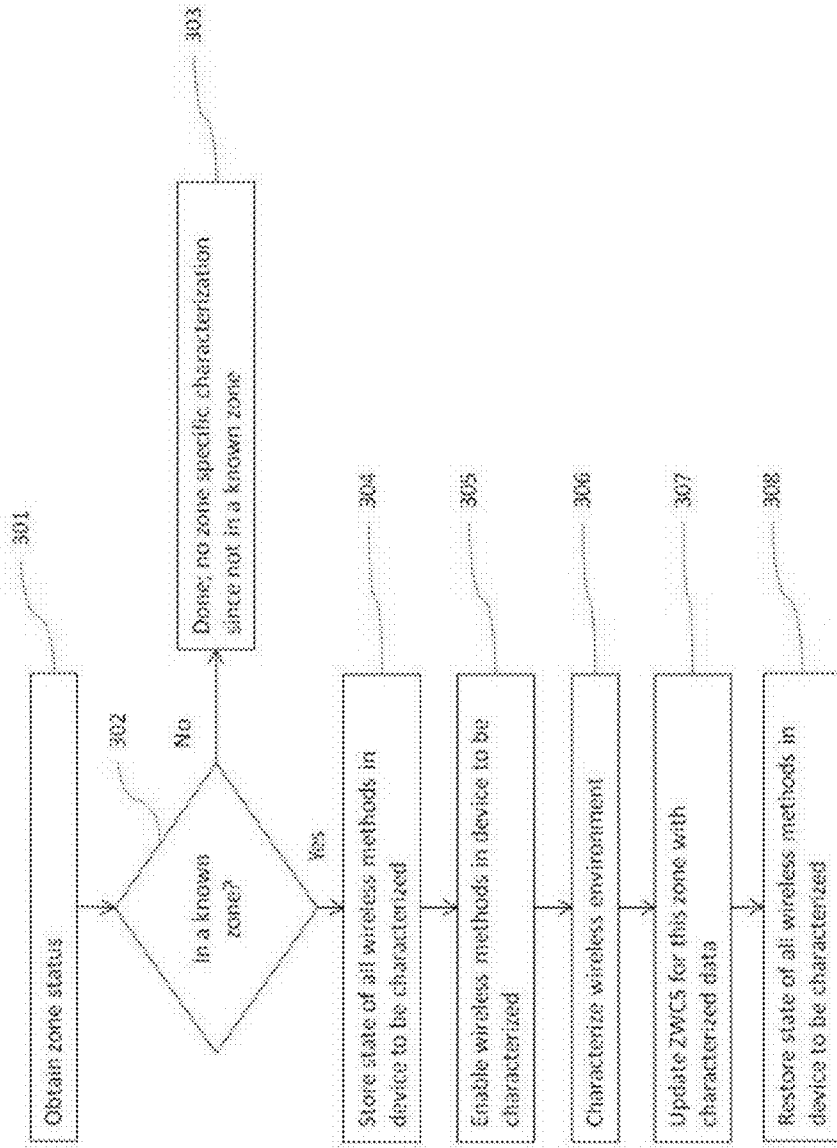 Obtain zone status
301
In a known
zone?
302
No
Done; no zone specific characterization
since not in a known zone
303
Yes
Store state of all wireless methods in
device to be characterized
304
Enable wireless methods in device to be
characterized
305
Characterize wireless environment
306
Update ZWCS for this zone with
characterized data
307
Restore state of all wireless methods in
device to be characterized
308